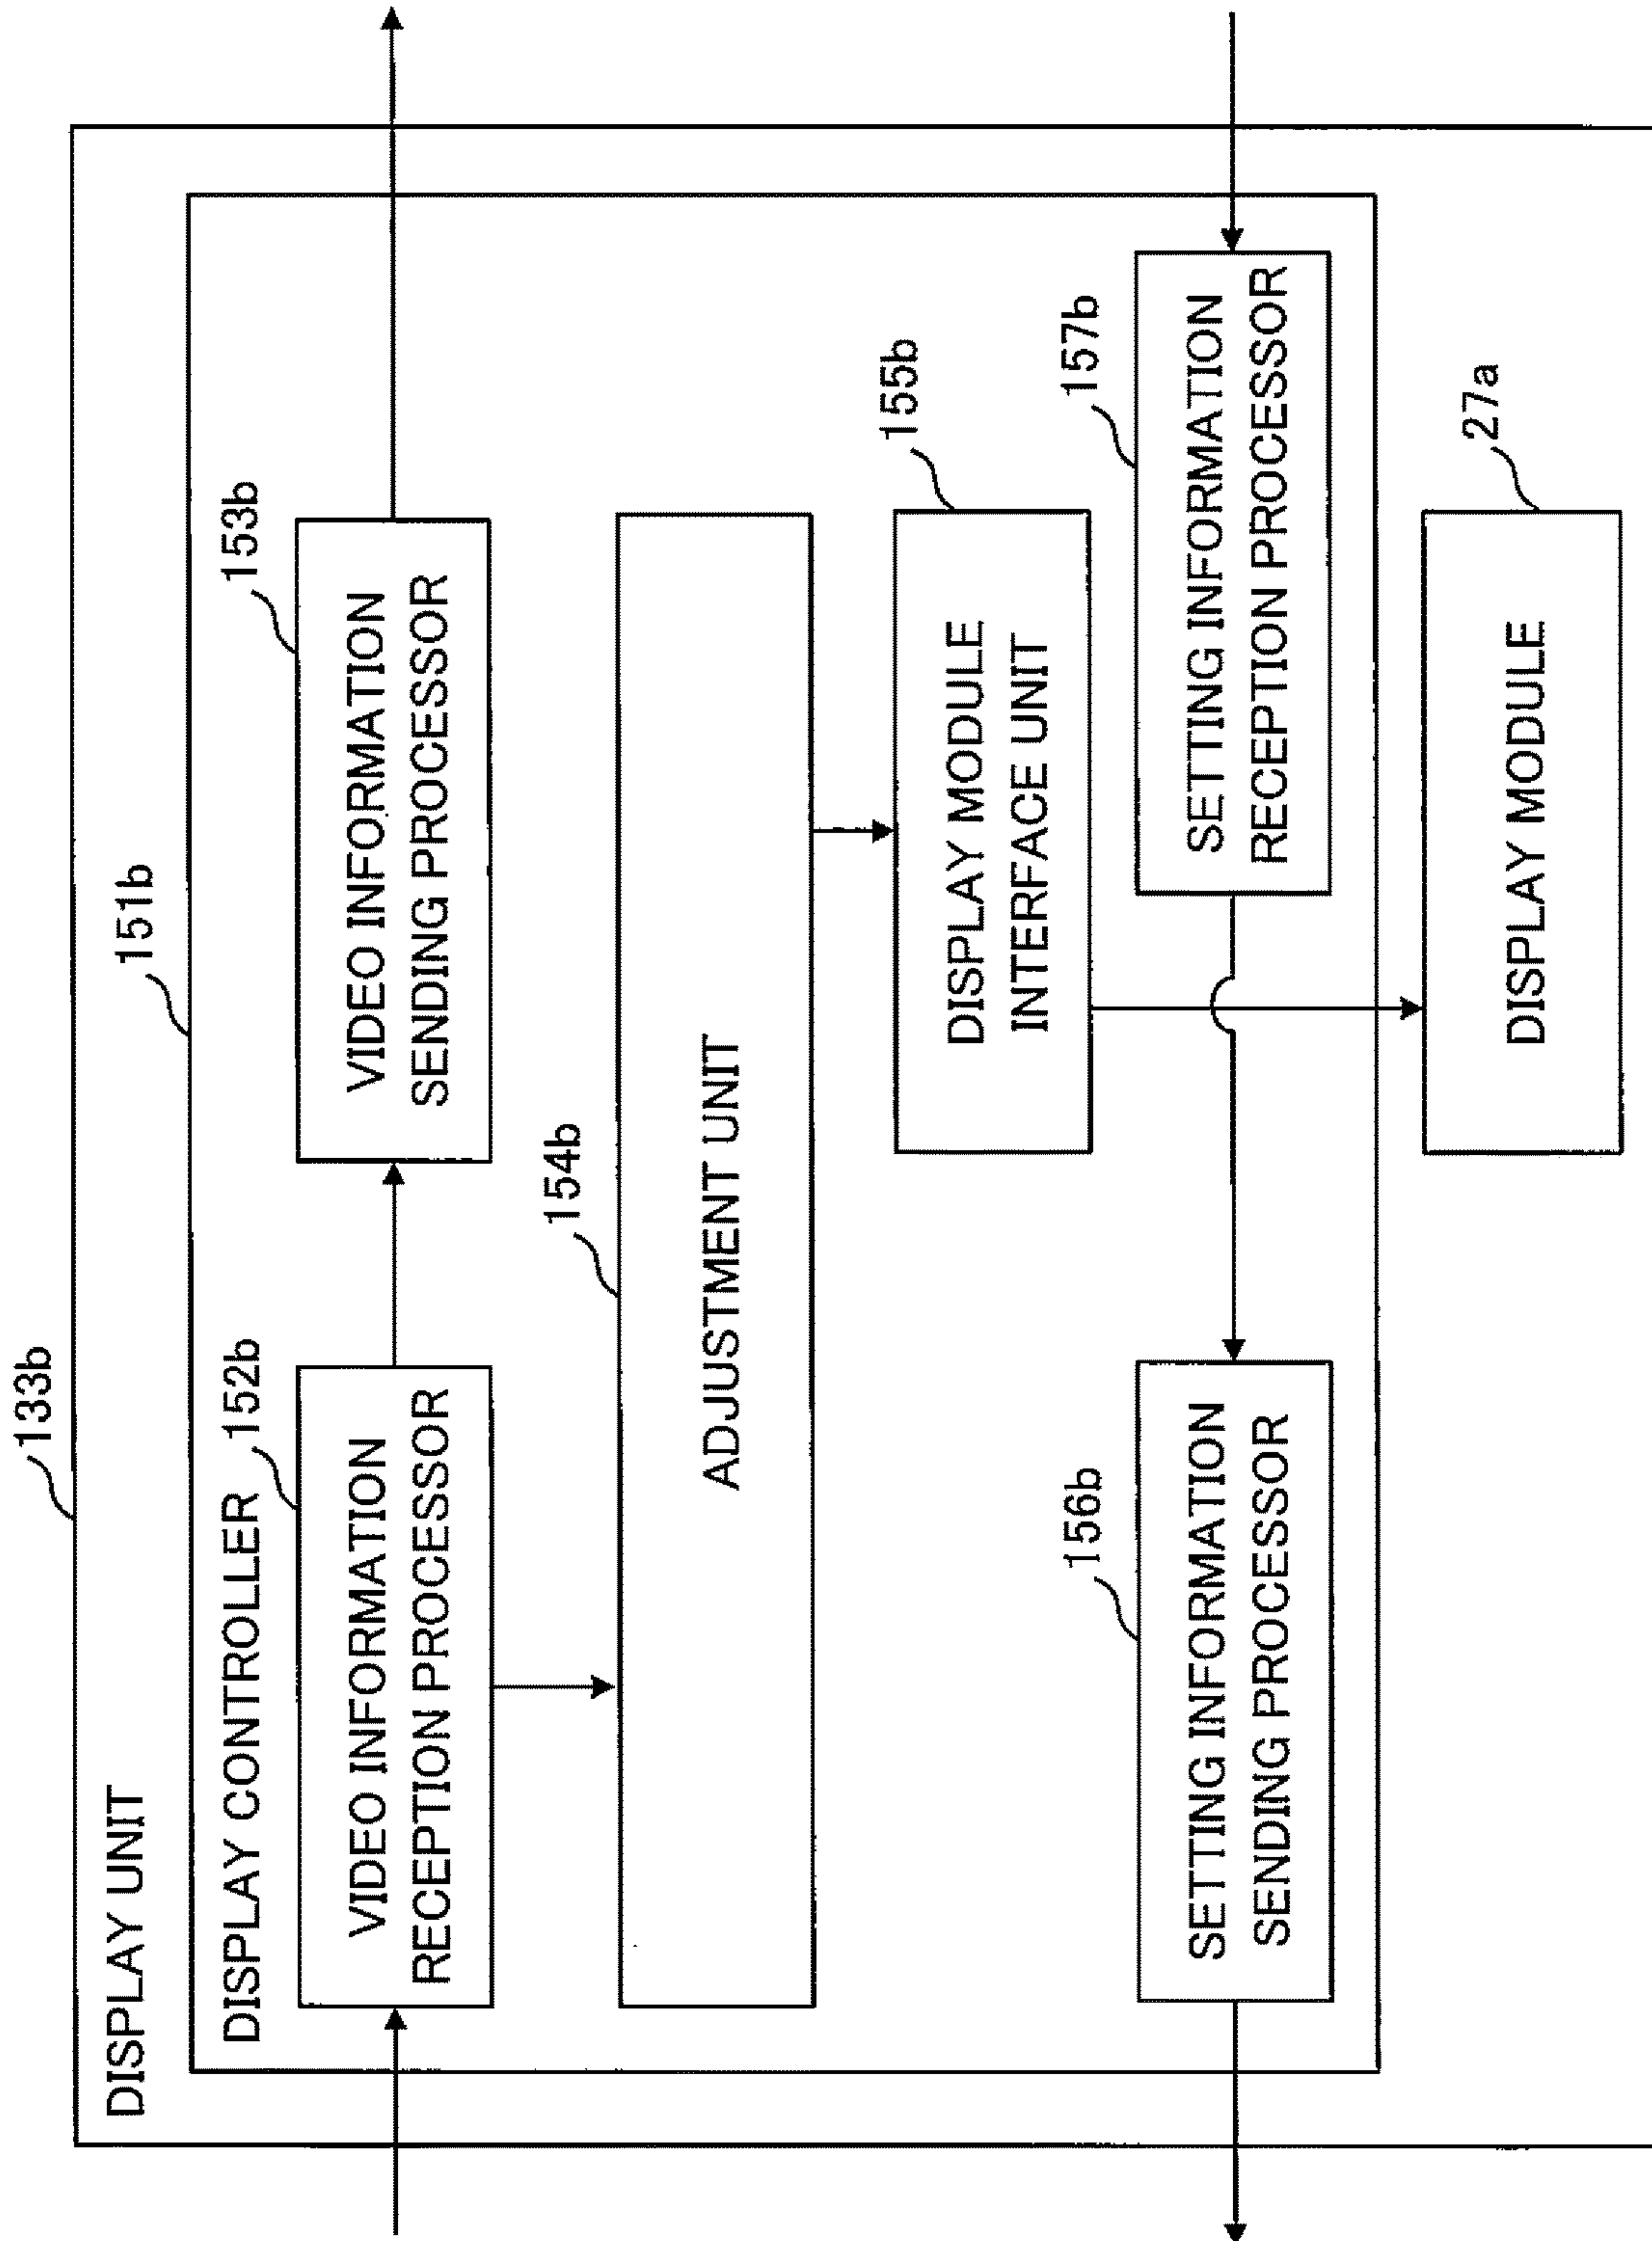 133b
DISPLAY UNIT
151b
DISPLAY CONTROLLER
152b
VIDEO INFORMATION
RECEPTION PROCESSOR
153b
VIDEO INFORMATION
SENDING PROCESSOR
154b
ADJUSTMENT UNIT
155b
DISPLAY MODULE
INTERFACE UNIT
156b
SETTING INFORMATION
SENDING PROCESSOR
157b
SETTING INFORMATION
RECEPTION PROCESSOR
27a
DISPLAY MODULE